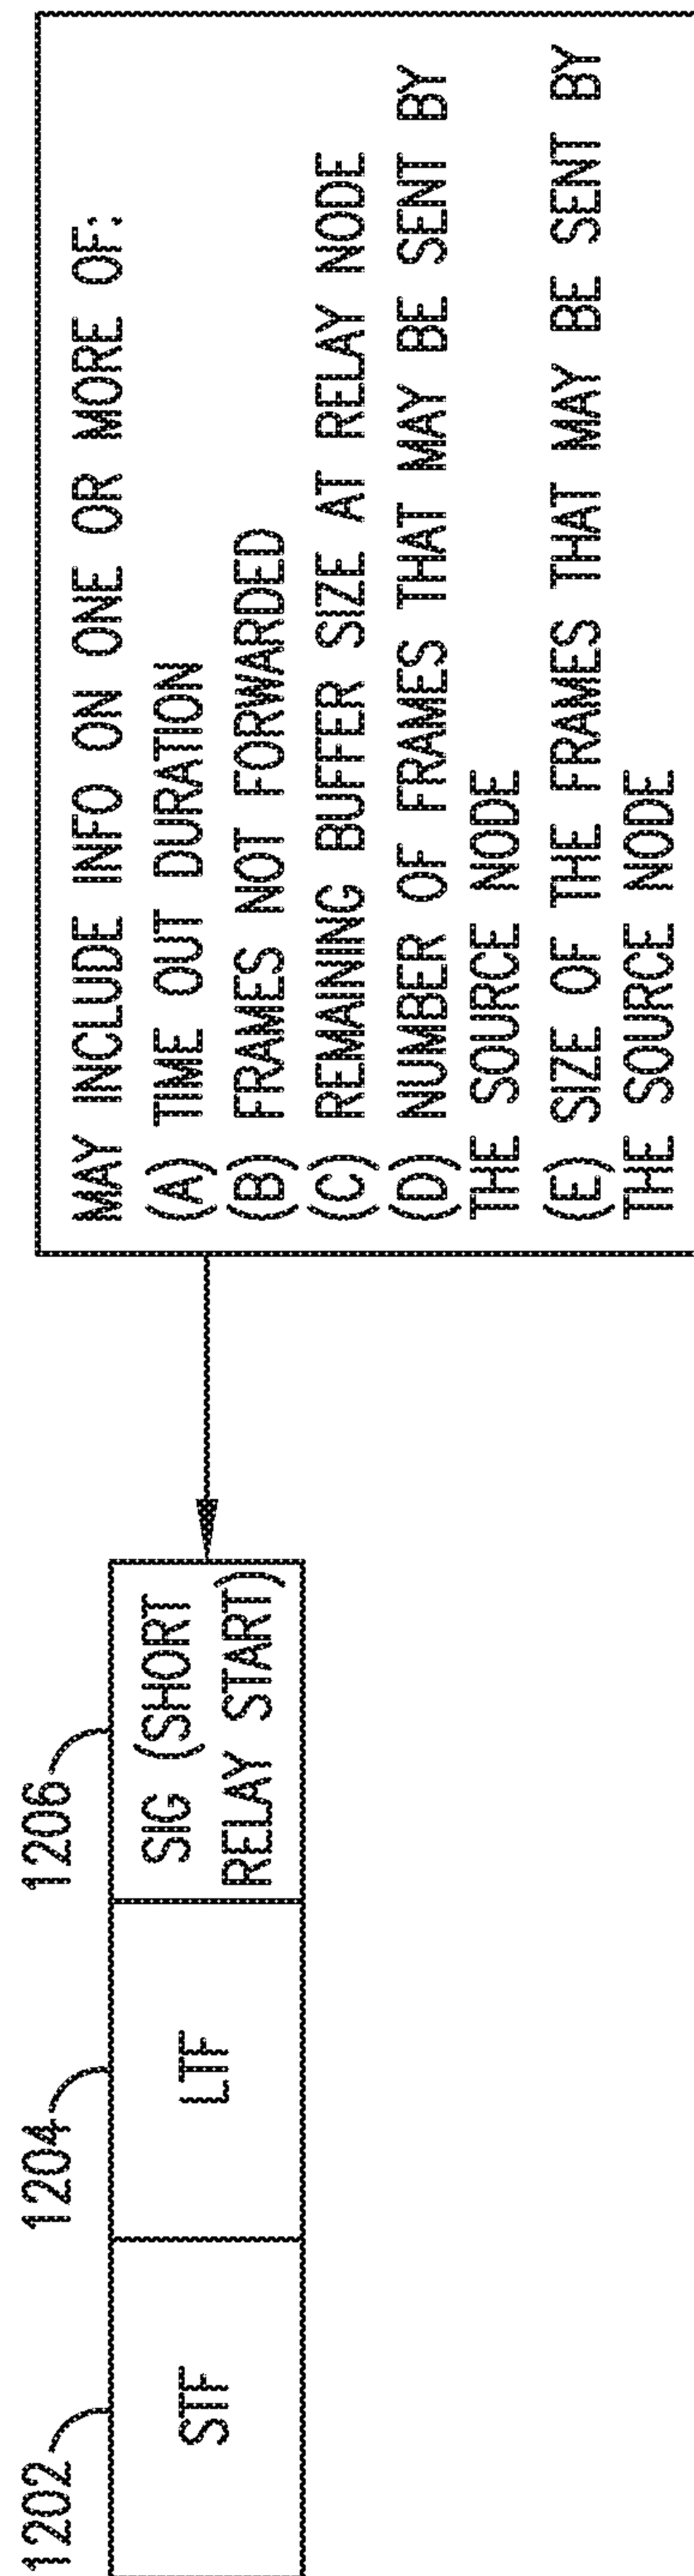 1202
1204
1206
STF
LTF
SIG (SHORT
RELAY START)
MAY INCLUDE INFO ON ONE OR MORE OF:
(A) TIME OUT DURATION
(B) FRAMES NOT FORWARDED
(C) REMAINING BUFFER SIZE AT RELAY NODE
(D) NUMBER OF FRAMES THAT MAY BE SENT BY
THE SOURCE NODE
(E) SIZE OF THE FRAMES THAT MAY BE SENT BY
THE SOURCE NODE